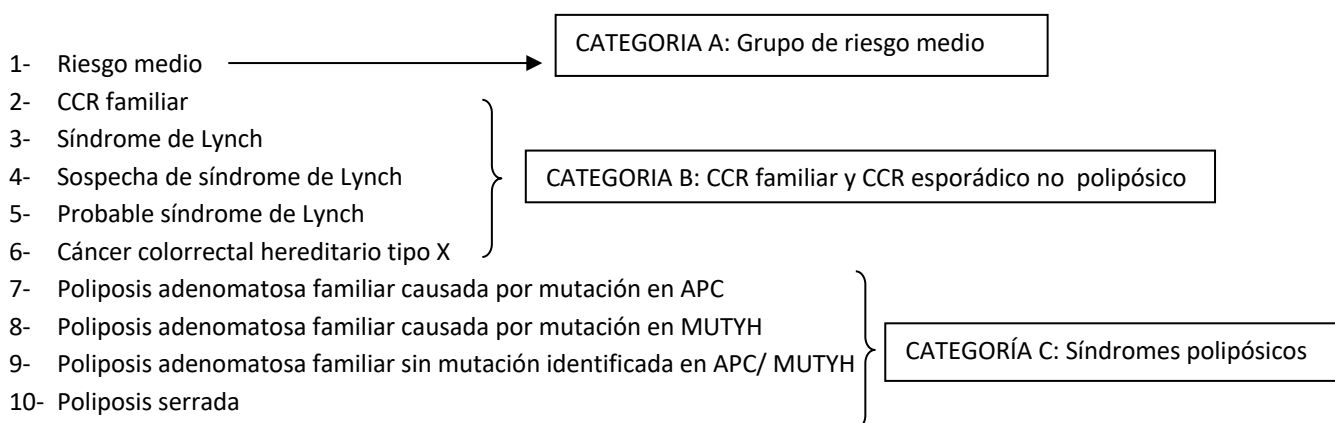 CATEGORIA A: Grupo de riesgo medio
1- Riesgo medio
2- CCR familiar
3- Síndrome de Lynch
4- Sospecha de síndrome de Lynch
CATEGORIA B: CCR familiar y CCR esporádico no polipósico
5- Probable síndrome de Lynch
6- Cáncer colorrectal hereditario tipo X
7- Poliposis adenomatosa familiar causada por mutación en APC
8- Poliposis adenomatosa familiar causada por mutación en MUTYH
9- Poliposis adenomatosa familiar sin mutación identificada en APC/ MUTYH
CATEGORÍA C: Síndromes polipósicos
10- Poliposis serrada